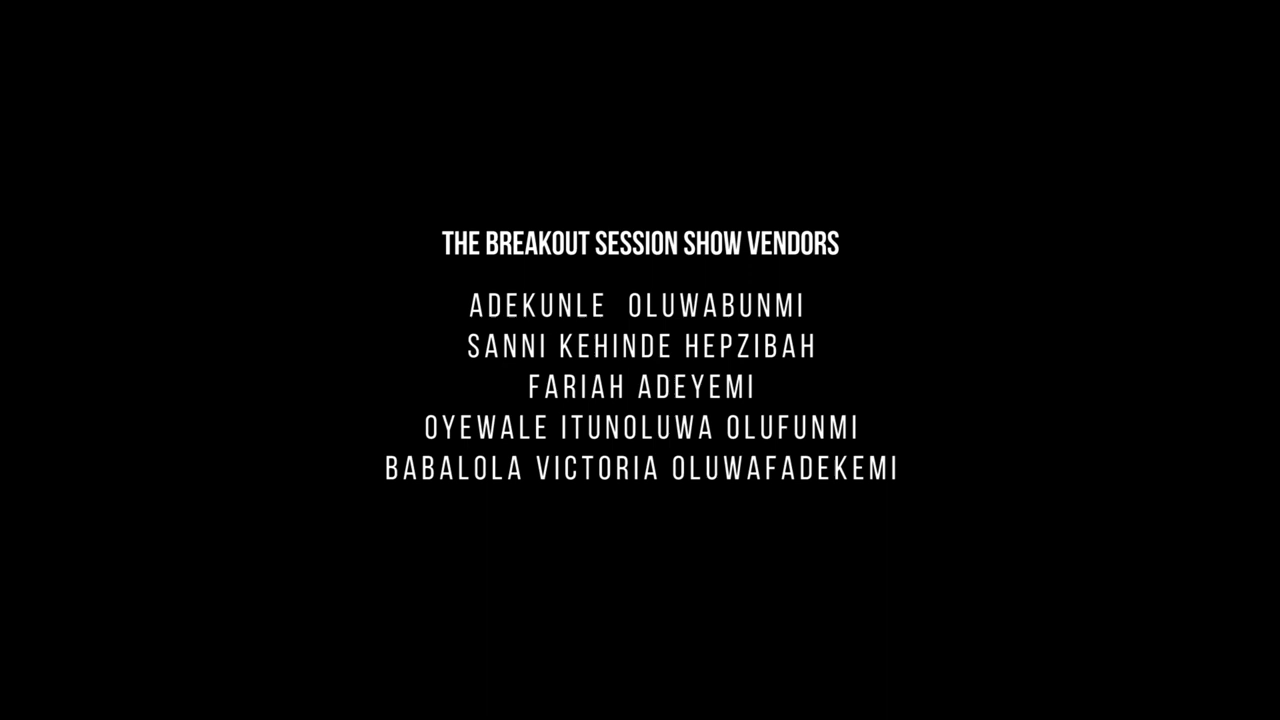 THE BREAKOUT SESSION SHOW VENDORS
ADEKUNLE OLUWABUNMI
SANNI KEHINDE HEPZIBAH
FARIAH ADEYEMI
OYEWALE ITUNOLUWA OLUFUNMI
BABALOLA VICTORIA OLUWAFADEKEMI